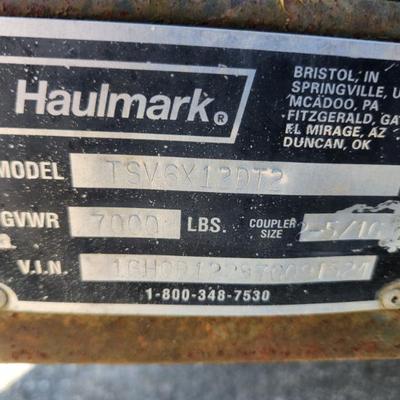 Haulmark®
BRISTOL, IN
SPRINGVILLE, U
MCADOO, PA
FITZGERALD, GA
EL MIRAGE, AZ
DUNCAN, OK
MODEL TSV6X12DT2
GVWR 7000 LBS. COUPLER SIZE
V.I.N.
1-800-348-7530